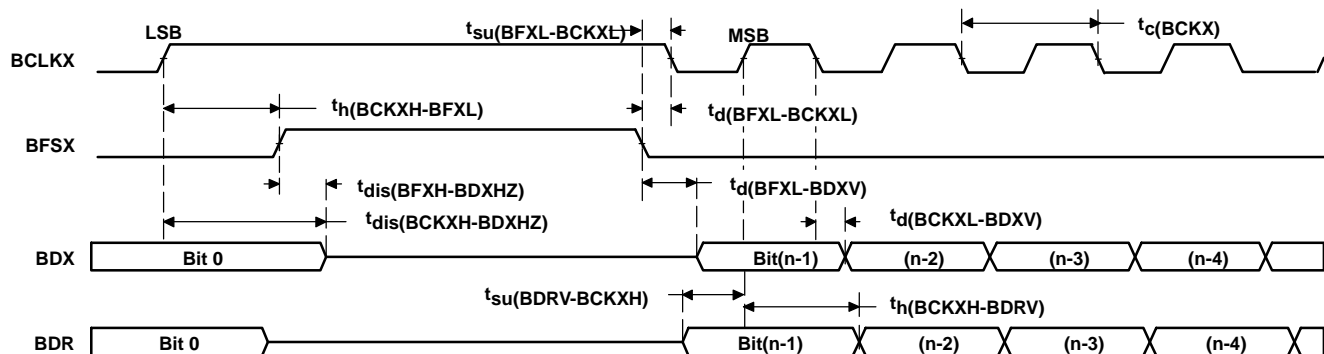 LSB
tsu(BFXL-BCKXL)
MSB
tc(BCKX)
BCLKX
th(BCKXH-BFXL)
td(BFXL-BCKXL)
BFSX
tdis(BFXH-BDXHZ)
td(BFXL-BDXV)
tdis(BCKXH-BDXHZ)
td(BCKXL-BDXV)
BDX Bit 0 Bit(n-1) (n-2) (n-3) (n-4)
tsu(BDRV-BCKXH)
th(BCKXH-BDRV)
BDR Bit 0 Bit(n-1) (n-2) (n-3) (n-4)